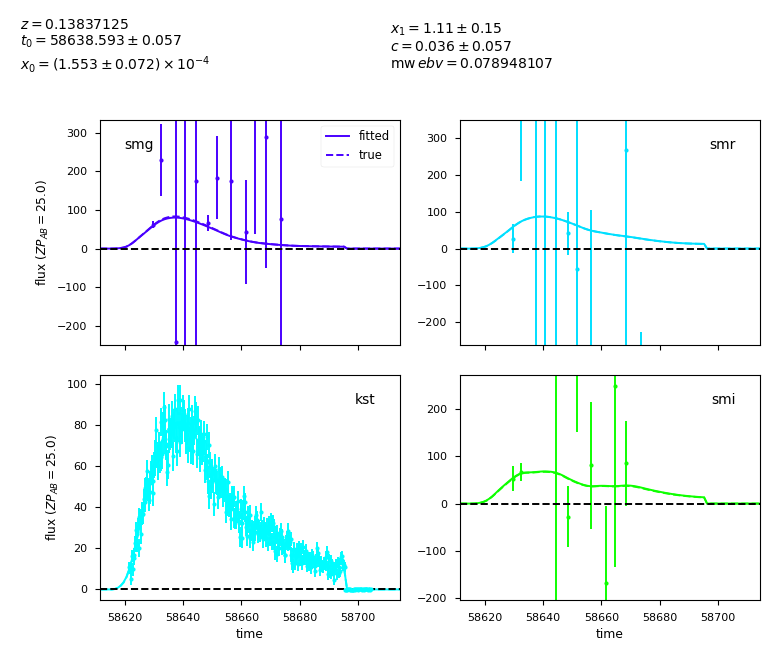 z = 0.13837125
t₀ = 58638.593 ± 0.057
x₀ = (1.553 ± 0.072) × 10⁻⁴
x₁ = 1.11 ± 0.15
c = 0.036 ± 0.057
mw ebv = 0.078948107
flux (ZP_AB = 25.0)
300
200
100
0
−100
−200
smg
fitted
true
300
200
100
0
−100
−200
smr
flux (ZP_AB = 25.0)
100
80
60
40
20
0
kst
58620 58640 58660 58680 58700
time
200
100
0
−100
−200
smi
58620 58640 58660 58680 58700
time